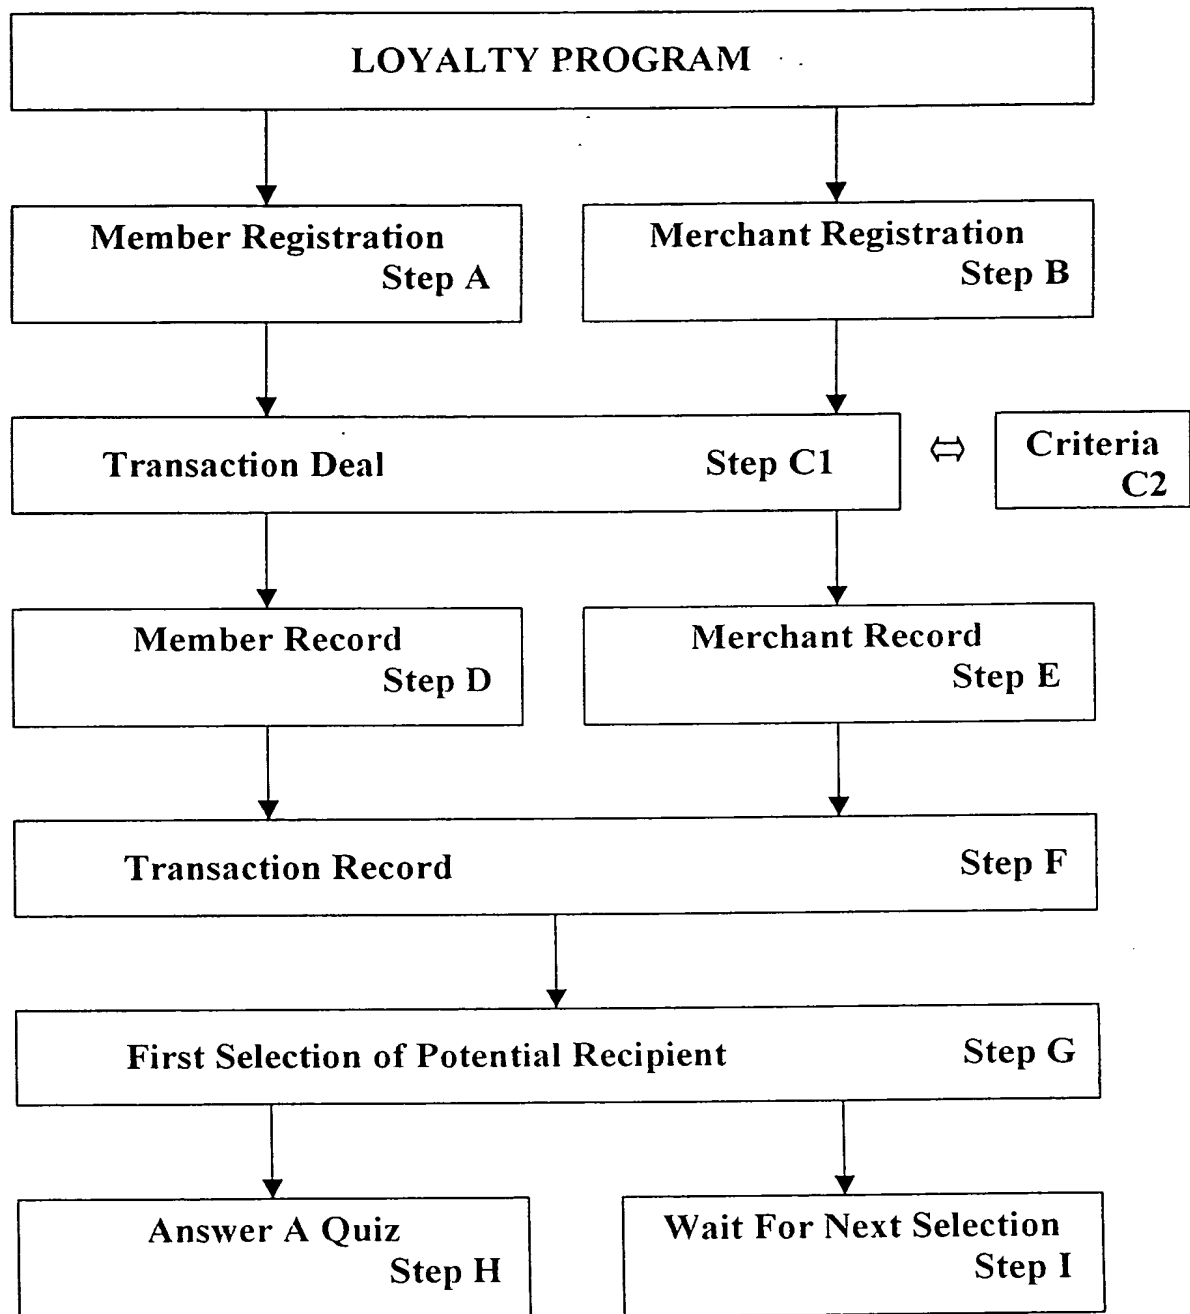 LOYALTY PROGRAM
Member Registration
Step A
Merchant Registration
Step B
Transaction Deal Step C1
⇔
Criteria
C2
Member Record
Step D
Merchant Record
Step E
Transaction Record Step F
First Selection of Potential Recipient Step G
Answer A Quiz
Step H
Wait For Next Selection
Step I